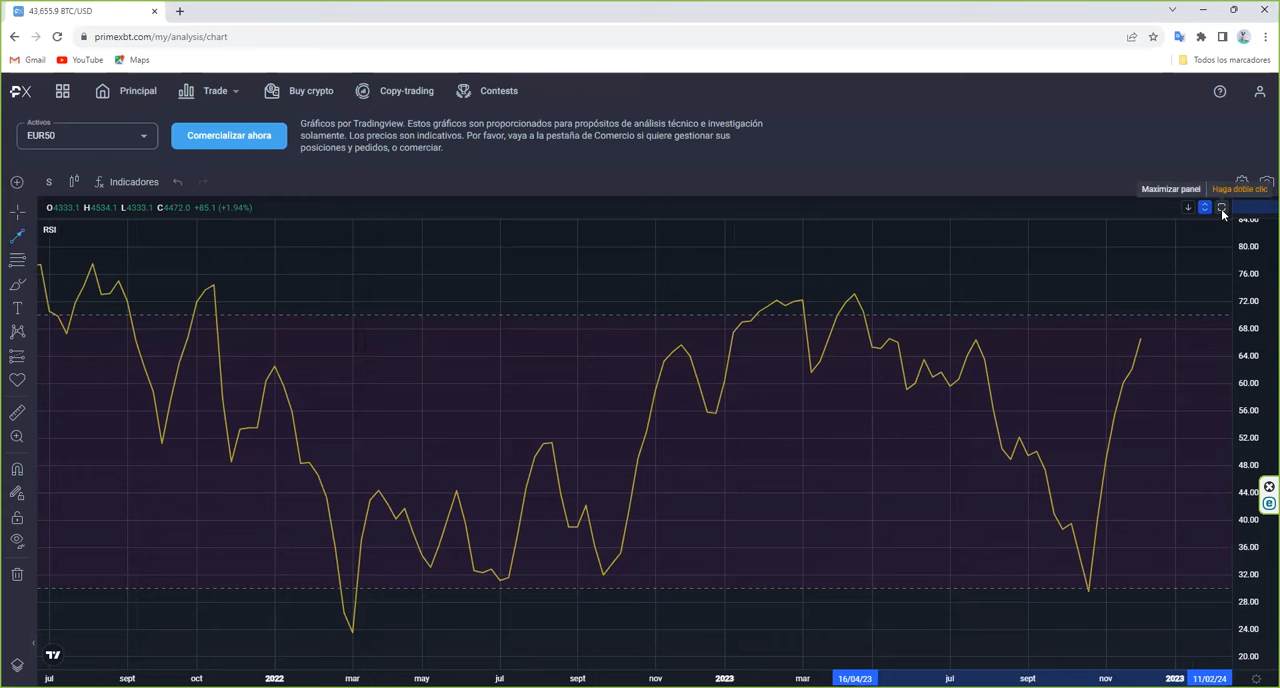 43,655.9 BTC/USD
primexbt.com/my/analysis/chart
Gmail YouTube Maps Todos los marcadores
PX Principal Trade Buy crypto Copy-trading Contests
Activos
EUR50
Comercializar ahora
Gráficos por Tradingview. Estos gráficos son proporcionados para propósitos de análisis técnico e investigación
solamente. Los precios son indicativos. Por favor, vaya a la pestaña de Comercio si quiere gestionar sus
posiciones y pedidos, o comerciar.
S fx Indicadores
Maximizar panel Haga doble clic
O4333.1 H4534.1 L4333.1 C4472.0 +85.1 (+1.94%)
84.00
RSI
80.00
76.00
72.00
68.00
64.00
60.00
56.00
52.00
48.00
44.00
40.00
36.00
32.00
28.00
24.00
20.00
jul sept oct 2022 mar may jul sept nov 2023 mar 16/04/23 jul sept nov 2023 11/02/24